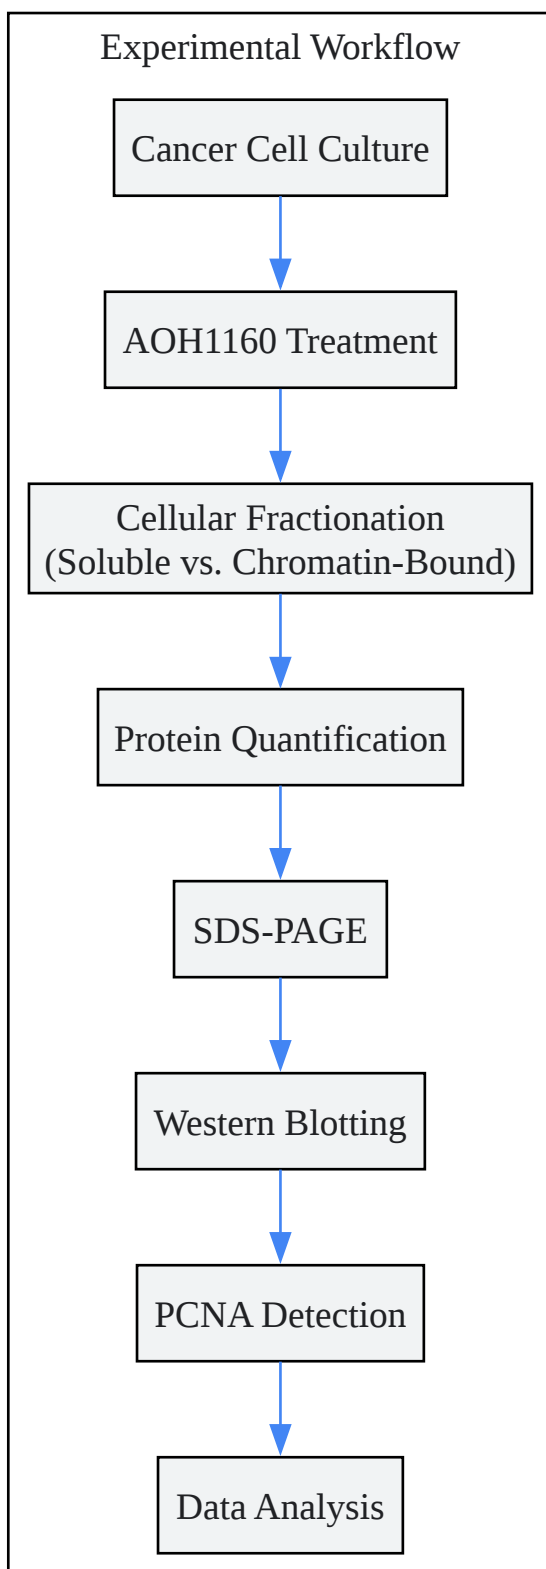 Experimental Workflow
Cancer Cell Culture
AOH1160 Treatment
Cellular Fractionation
(Soluble vs. Chromatin-Bound)
Protein Quantification
SDS-PAGE
Western Blotting
PCNA Detection
Data Analysis